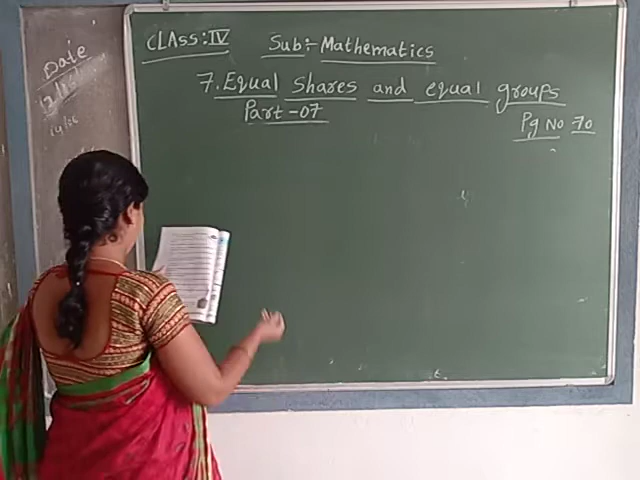 CLAss: IV
Sub:- Mathematics
7. Equal Shares and equal groups
Part-07
Pg No 70
Date